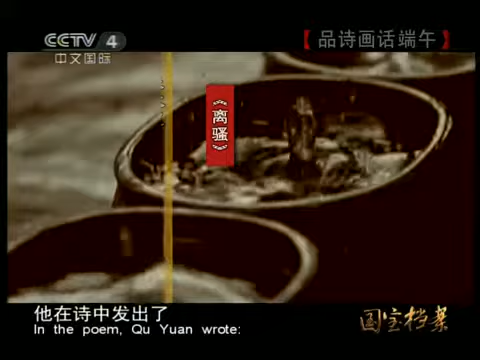 CCTV 4
中文国际
【品诗画话端午】
《离骚》
他在诗中发出了
In the poem, Qu Yuan wrote:
国宝档案